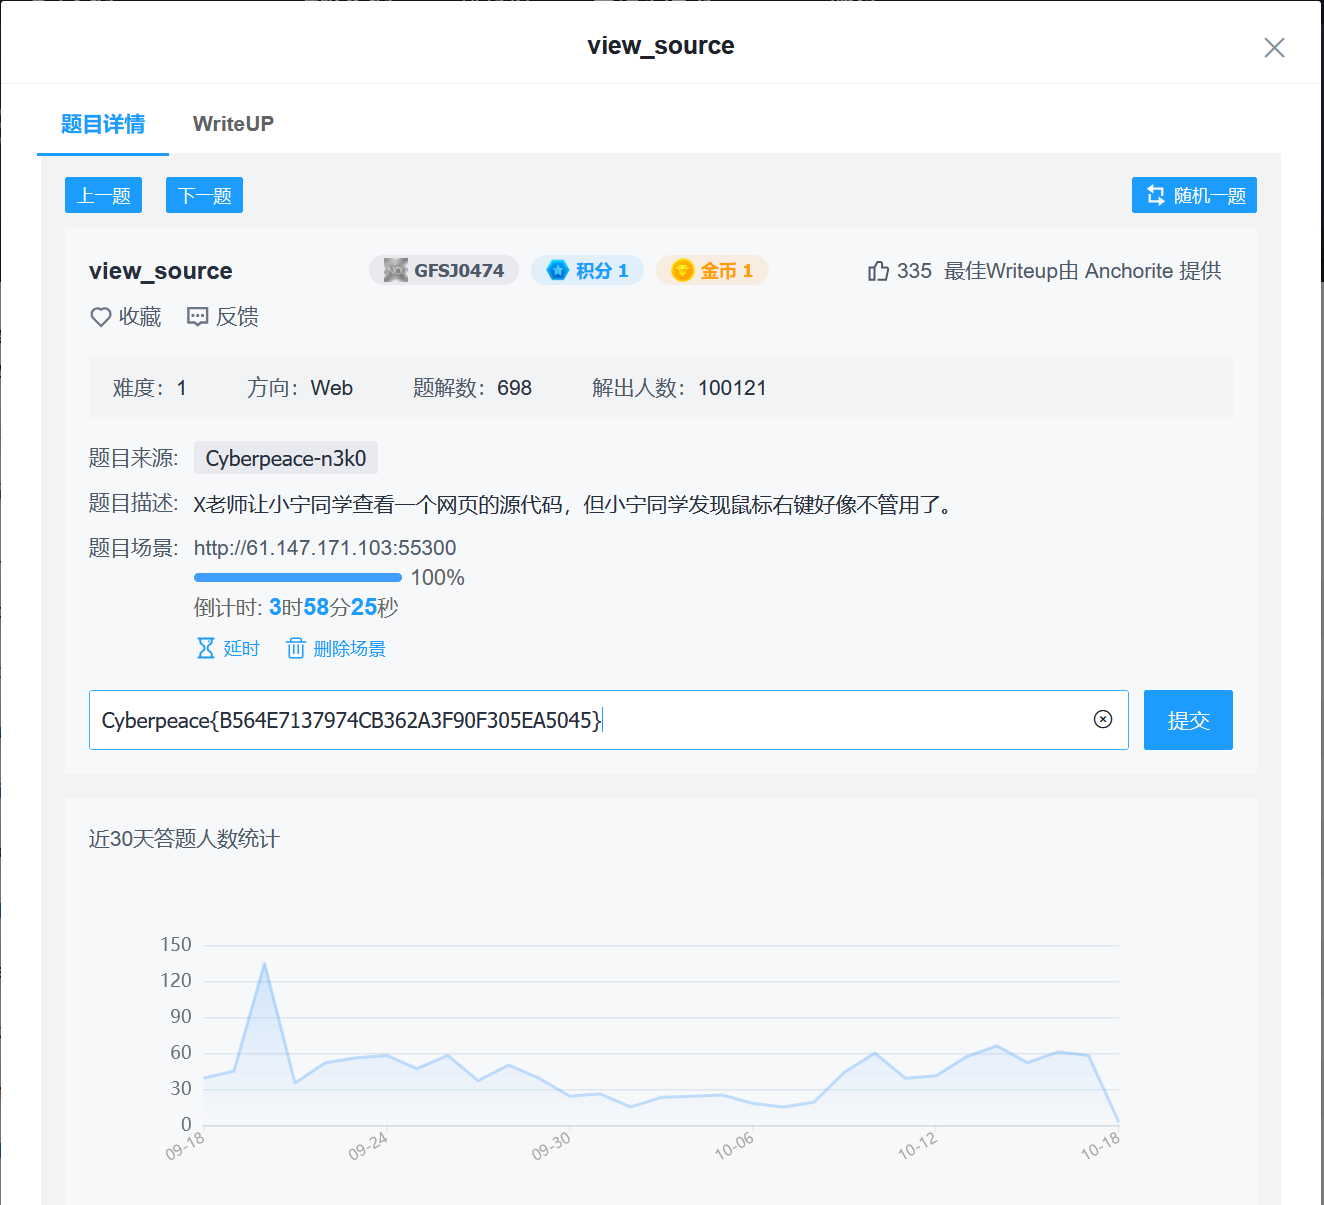 view_source
题目详情 WriteUP
上一题 下一题 随机一题
view_source GFSJ0474 积分 1 金币 1 335 最佳Writeup由 Anchorite 提供
收藏 反馈
难度：1 方向：Web 题解数：698 解出人数：100121
题目来源: Cyberpeace-n3k0
题目描述: X老师让小宁同学查看一个网页的源代码，但小宁同学发现鼠标右键好像不管用了。
题目场景: http://61.147.171.103:55300
100%
倒计时: 3时58分25秒
延时 删除场景
Cyberpeace{B564E7137974CB362A3F90F305EA5045} 提交
近30天答题人数统计
150
120
90
60
30
0
09-18 09-24 09-30 10-06 10-12 10-18